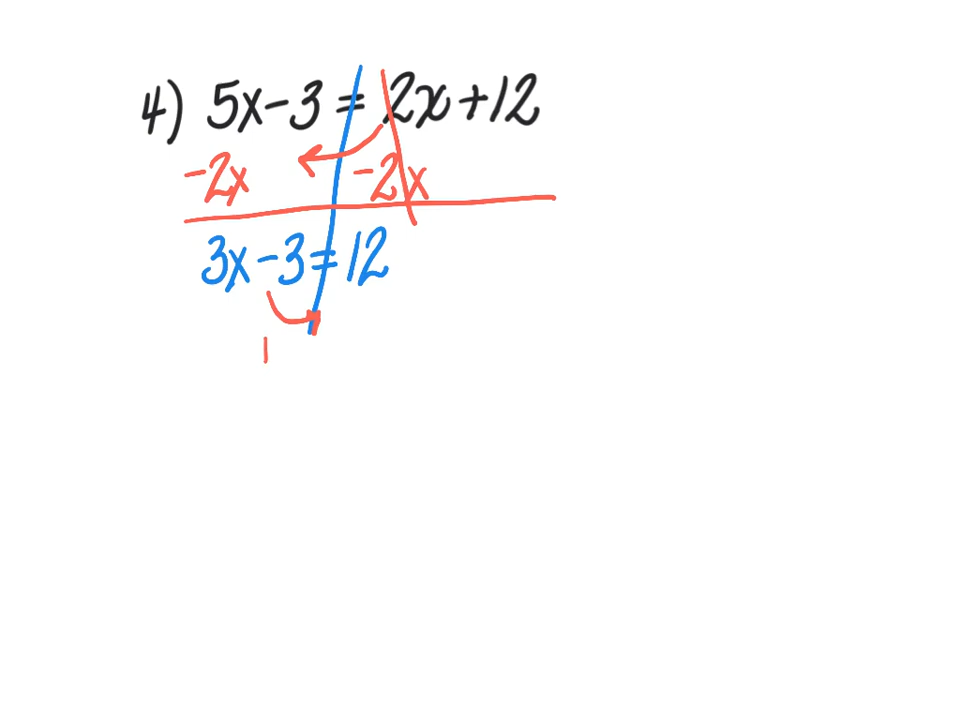 4) 5x-3 = 2x+12
-2x -2x
3x-3=12